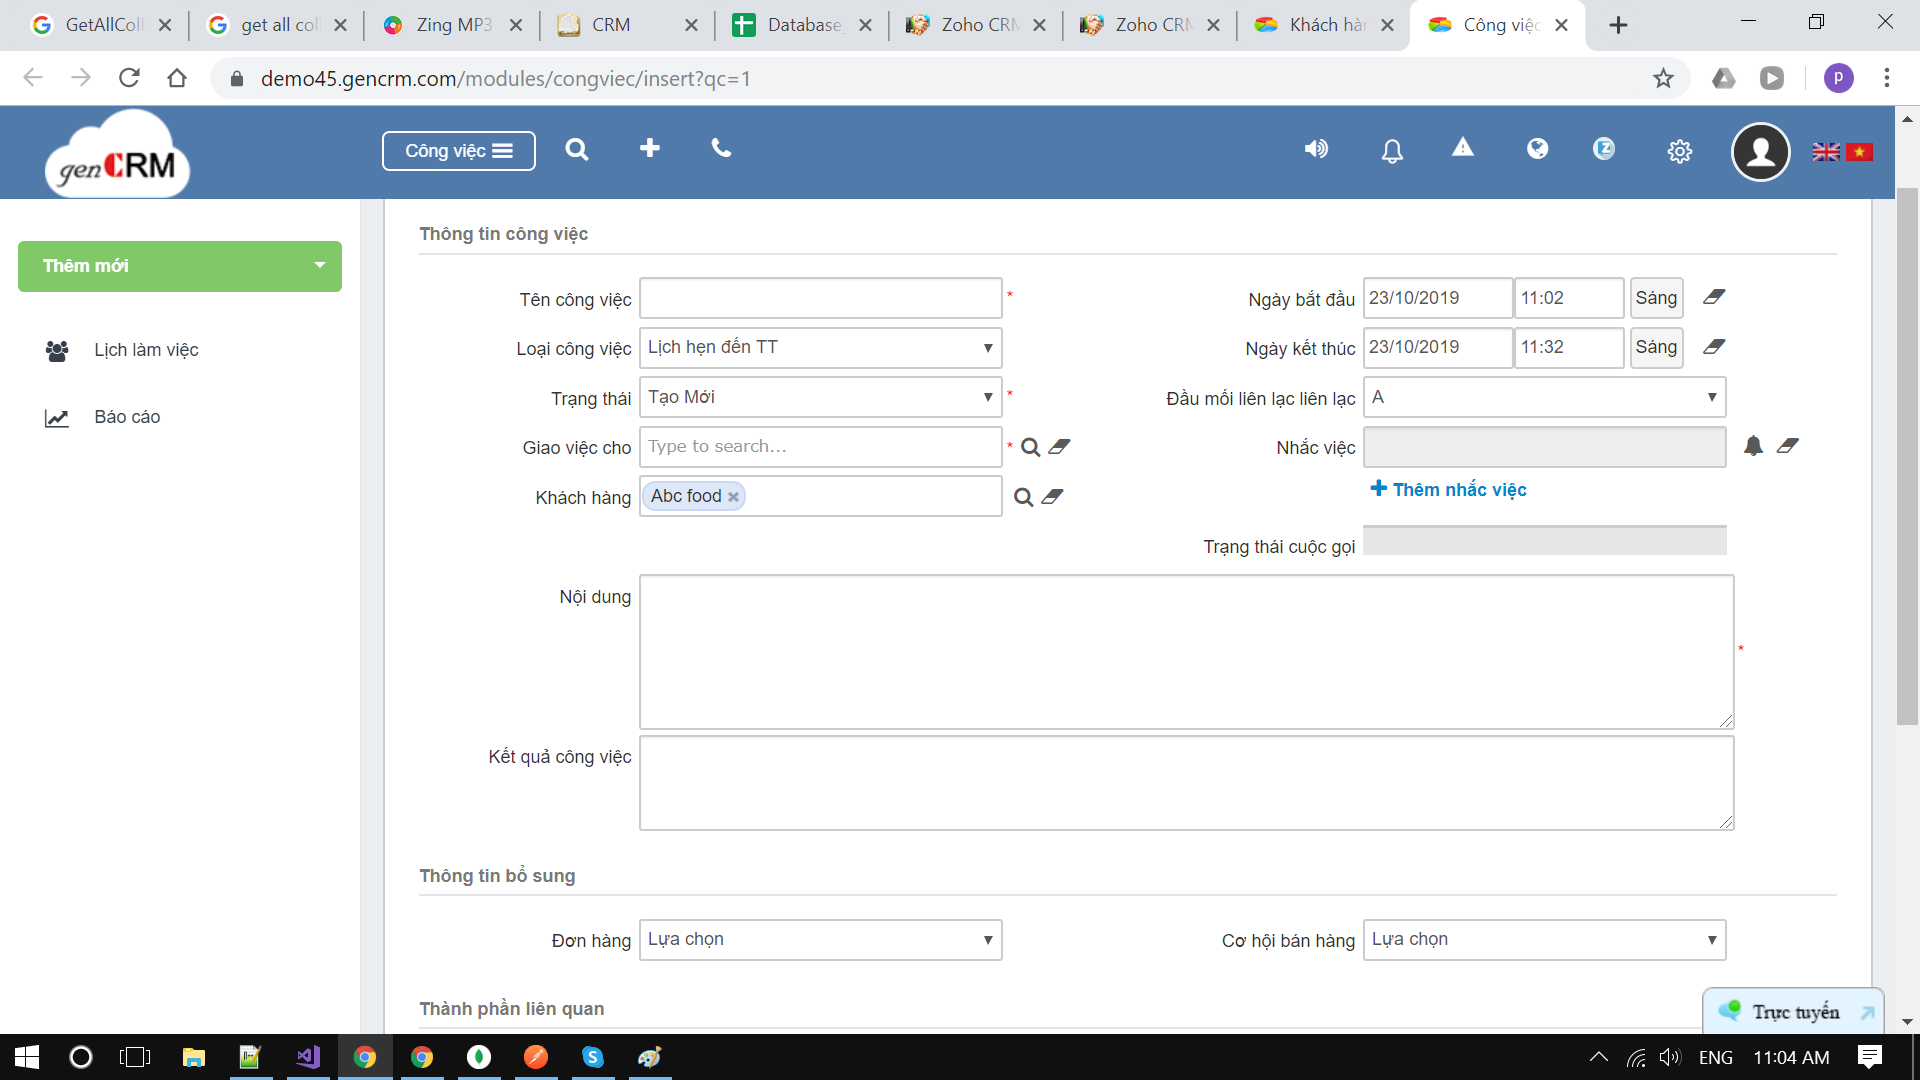 GetAllColl
get all coll
Zing MP3
CRM
Database_
Zoho CRM
Zoho CRM
Khách hàn
Công việc
demo45.gencrm.com/modules/congviec/insert?qc=1
P
genCRM
Công việc
Thêm mới
Lịch làm việc
Báo cáo
Thông tin công việc
Tên công việc *
Ngày bắt đầu 23/10/2019 11:02 Sáng
Loại công việc Lịch hẹn đến TT
Ngày kết thúc 23/10/2019 11:32 Sáng
Trạng thái Tạo Mới *
Đầu mối liên lạc liên lạc A
Giao việc cho Type to search... *
Nhắc việc
Khách hàng Abc food ×
Thêm nhắc việc
Trạng thái cuộc gọi
Nội dung *
Kết quả công việc
Thông tin bổ sung
Đơn hàng Lựa chọn
Cơ hội bán hàng Lựa chọn
Thành phần liên quan
Trực tuyến
ENG
11:04 AM